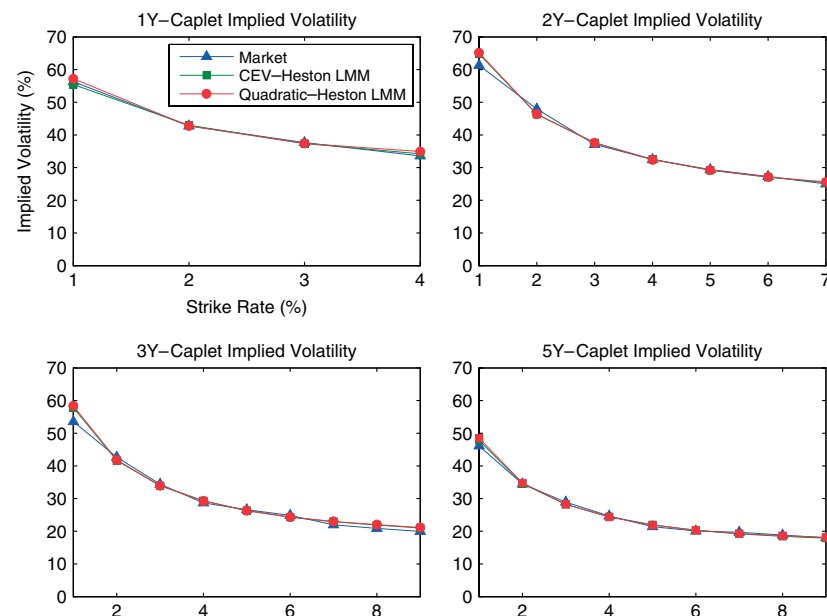 1Y−Caplet Implied Volatility
70
60
50
40
30
20
10
0
Implied Volatility (%)
Market
CEV−Heston LMM
Quadratic−Heston LMM
1 2 3 4
Strike Rate (%)
2Y−Caplet Implied Volatility
70
60
50
40
30
20
10
0
1 2 3 4 5 6 7
3Y−Caplet Implied Volatility
70
60
50
40
30
20
10
0
2 4 6 8
5Y−Caplet Implied Volatility
70
60
50
40
30
20
10
0
2 4 6 8